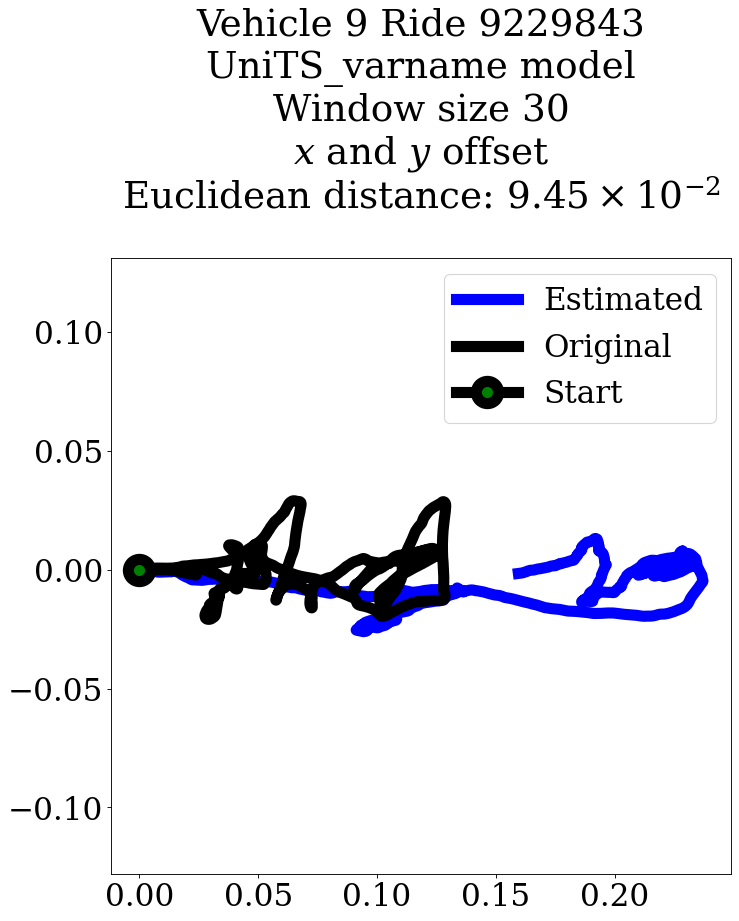 Vehicle 9 Ride 9229843
UniTS_varname model
Window size 30
x and y offset
Euclidean distance: 9.45 × 10⁻²
Estimated
Original
Start
0.10
0.05
0.00
−0.05
−0.10
0.00 0.05 0.10 0.15 0.20